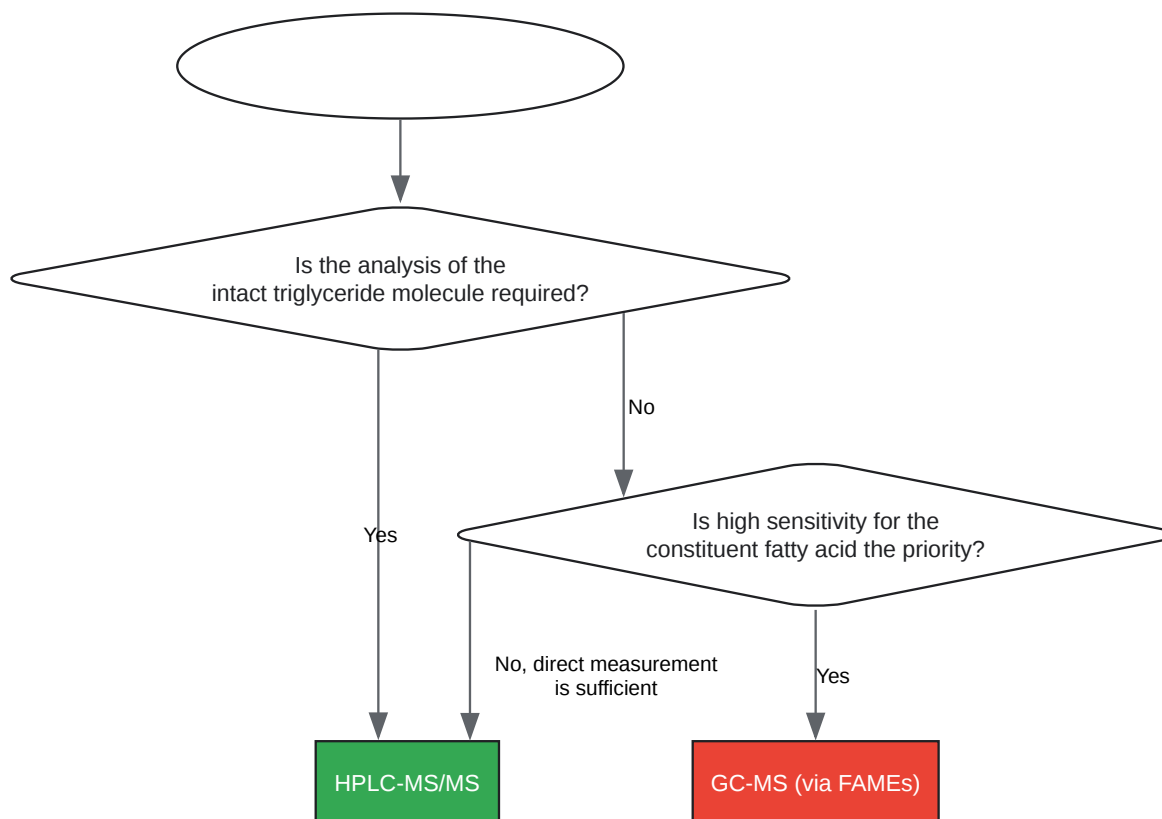 Is the analysis of the
intact triglyceride molecule required?
No
Is high sensitivity for the
constituent fatty acid the priority?
Yes
No, direct measurement
is sufficient
Yes
HPLC-MS/MS
GC-MS (via FAMEs)